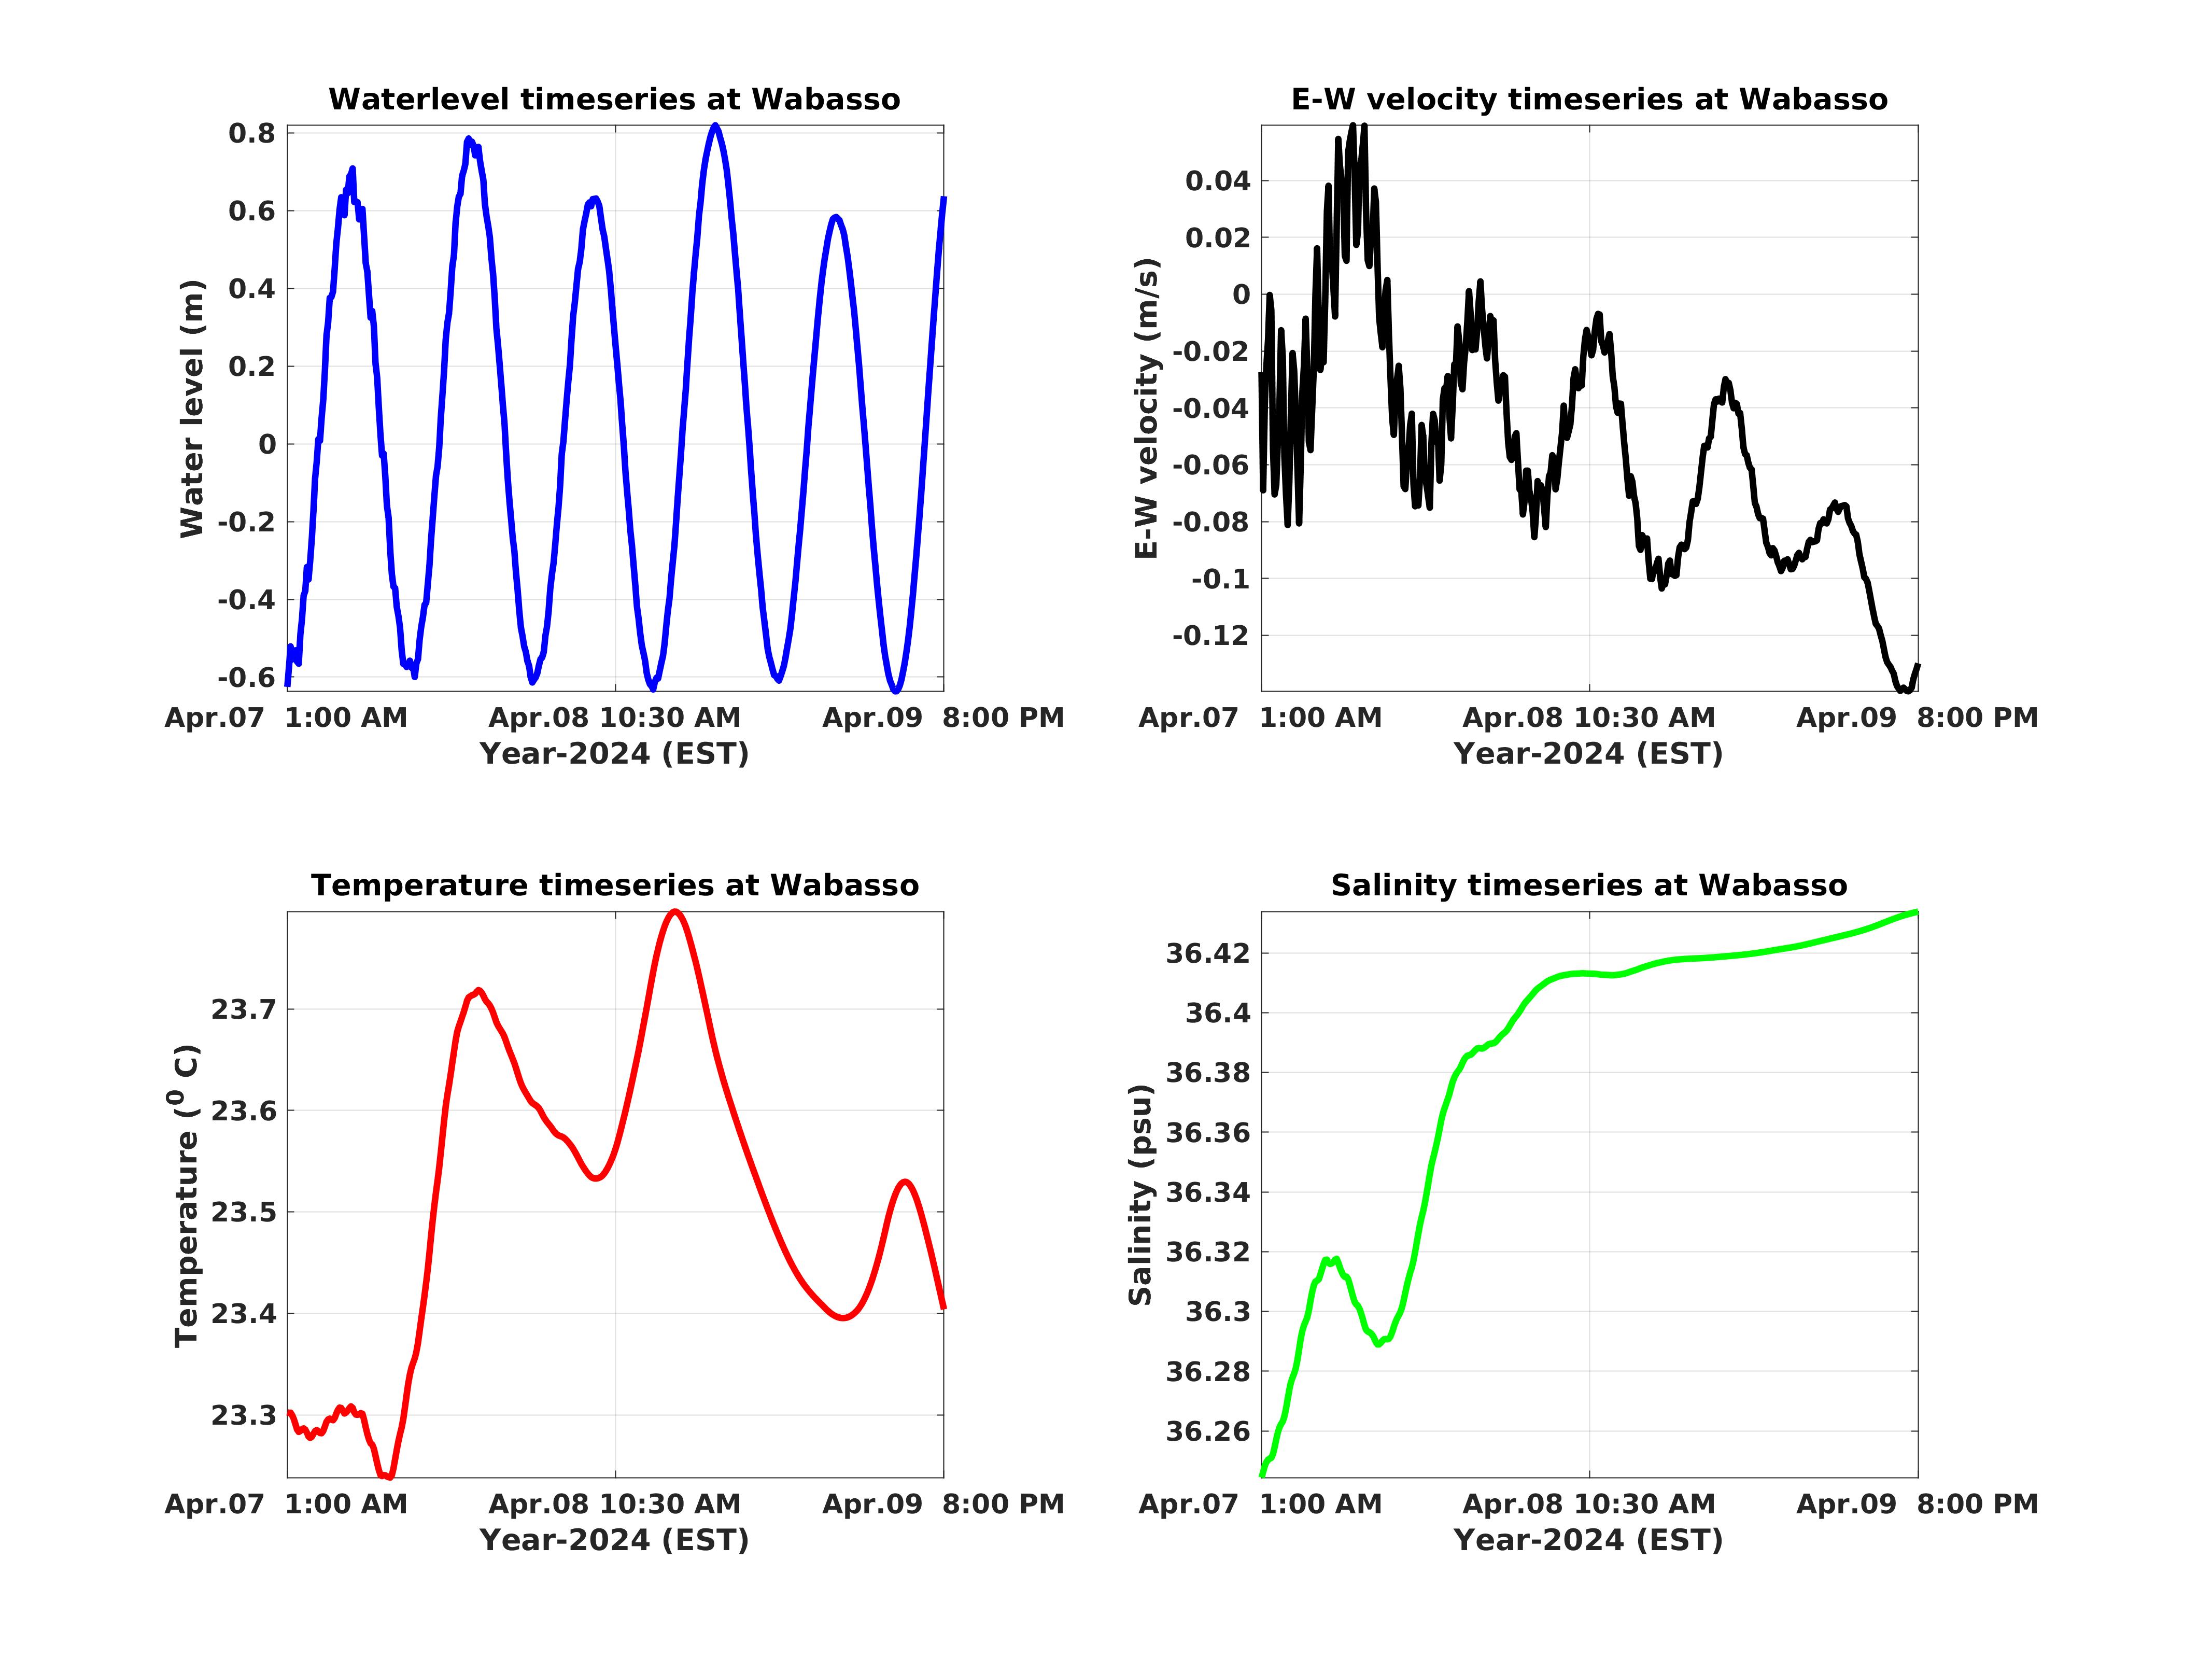 Waterlevel timeseries at Wabasso
Water level (m)
0.8
0.6
0.4
0.2
0
-0.2
-0.4
-0.6
Apr.07 1:00 AM Apr.08 10:30 AM Apr.09 8:00 PM
Year-2024 (EST)
E-W velocity timeseries at Wabasso
E-W velocity (m/s)
0.04
0.02
0
-0.02
-0.04
-0.06
-0.08
-0.1
-0.12
Apr.07 1:00 AM Apr.08 10:30 AM Apr.09 8:00 PM
Year-2024 (EST)
Temperature timeseries at Wabasso
Temperature (⁰ C)
23.7
23.6
23.5
23.4
23.3
Apr.07 1:00 AM Apr.08 10:30 AM Apr.09 8:00 PM
Year-2024 (EST)
Salinity timeseries at Wabasso
Salinity (psu)
36.42
36.4
36.38
36.36
36.34
36.32
36.3
36.28
36.26
Apr.07 1:00 AM Apr.08 10:30 AM Apr.09 8:00 PM
Year-2024 (EST)